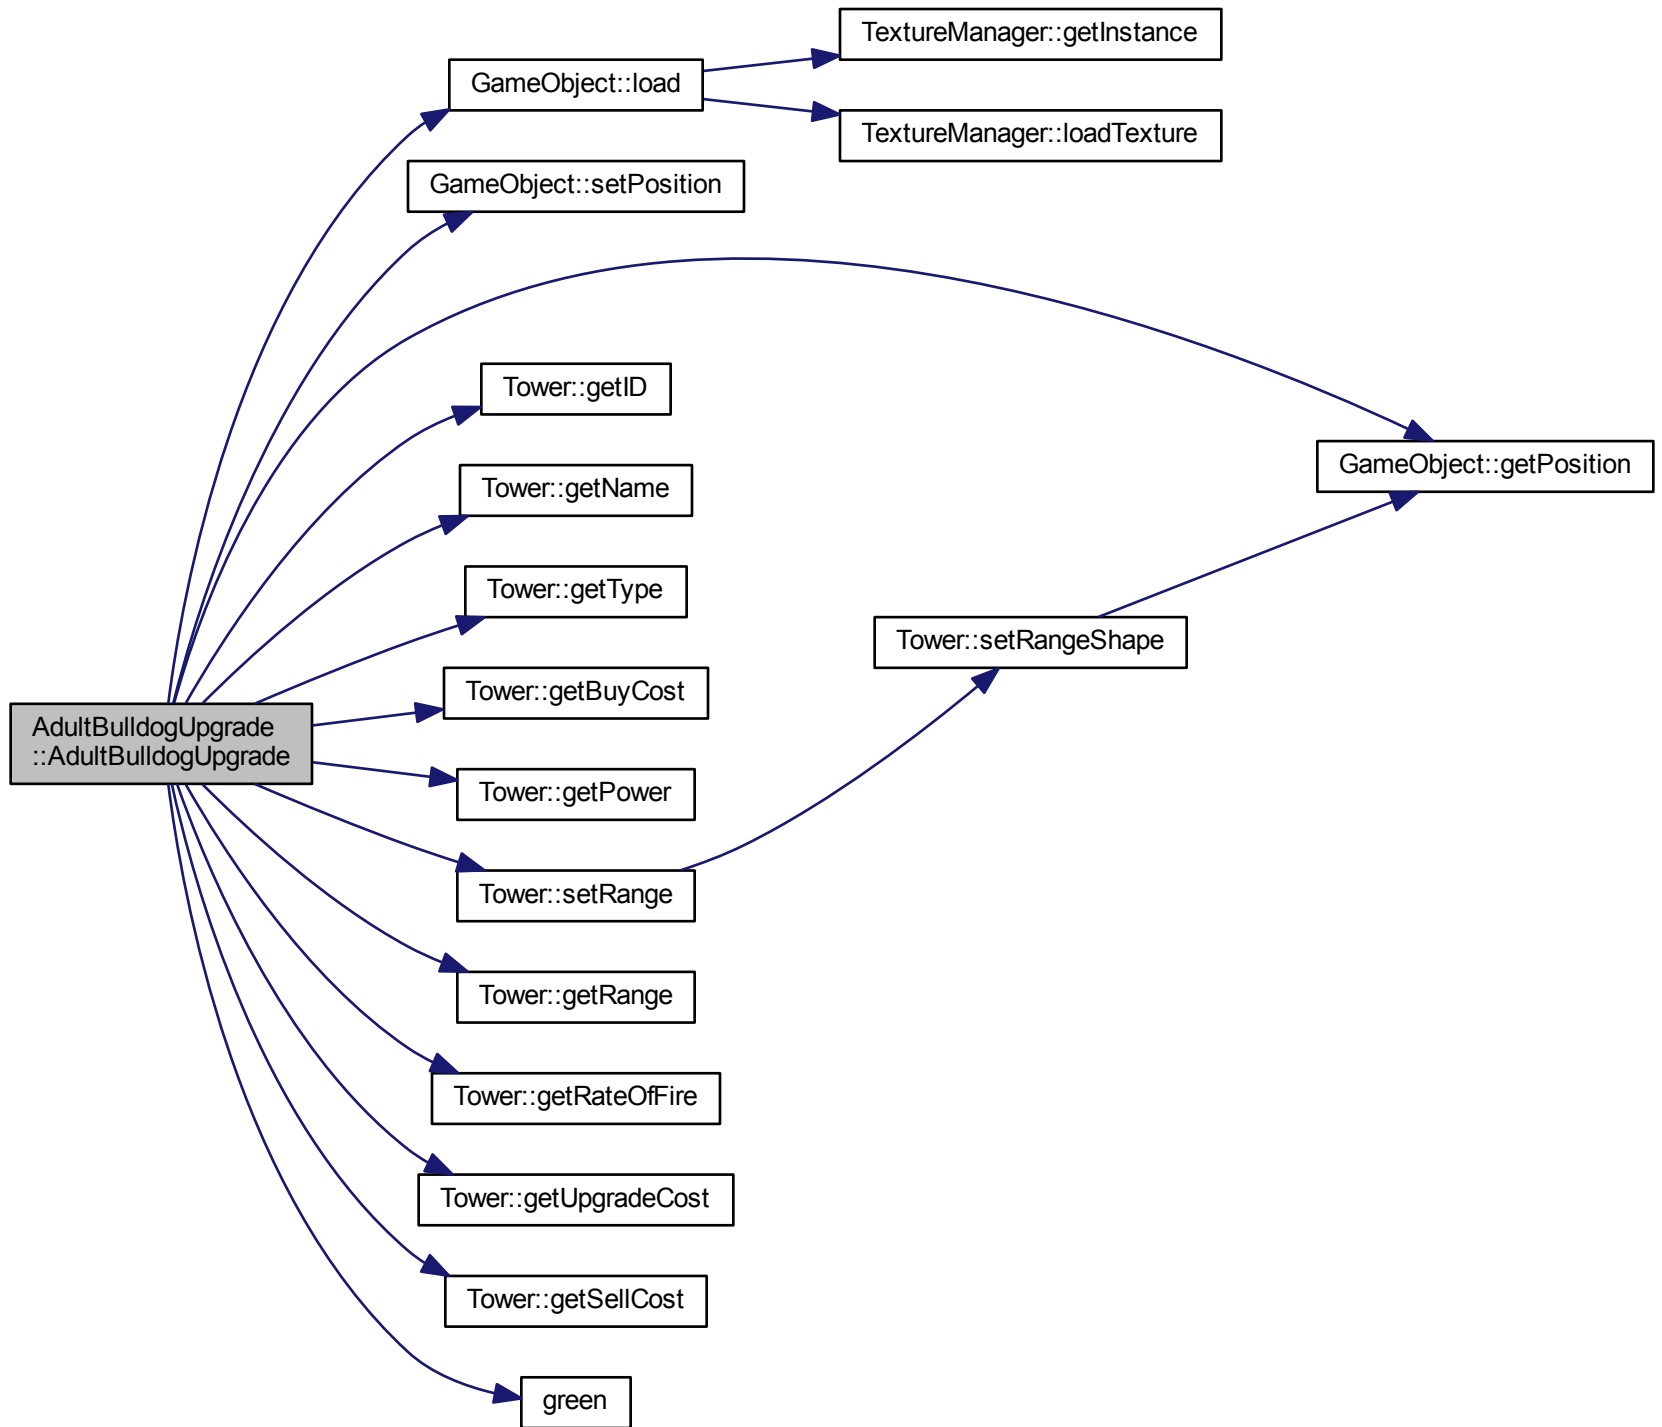 TextureManager::getInstance
GameObject::load
TextureManager::loadTexture
GameObject::setPosition
Tower::getID
GameObject::getPosition
Tower::getName
Tower::getType
Tower::setRangeShape
Tower::getBuyCost
AdultBulldogUpgrade
::AdultBulldogUpgrade
Tower::getPower
Tower::setRange
Tower::getRange
Tower::getRateOfFire
Tower::getUpgradeCost
Tower::getSellCost
green